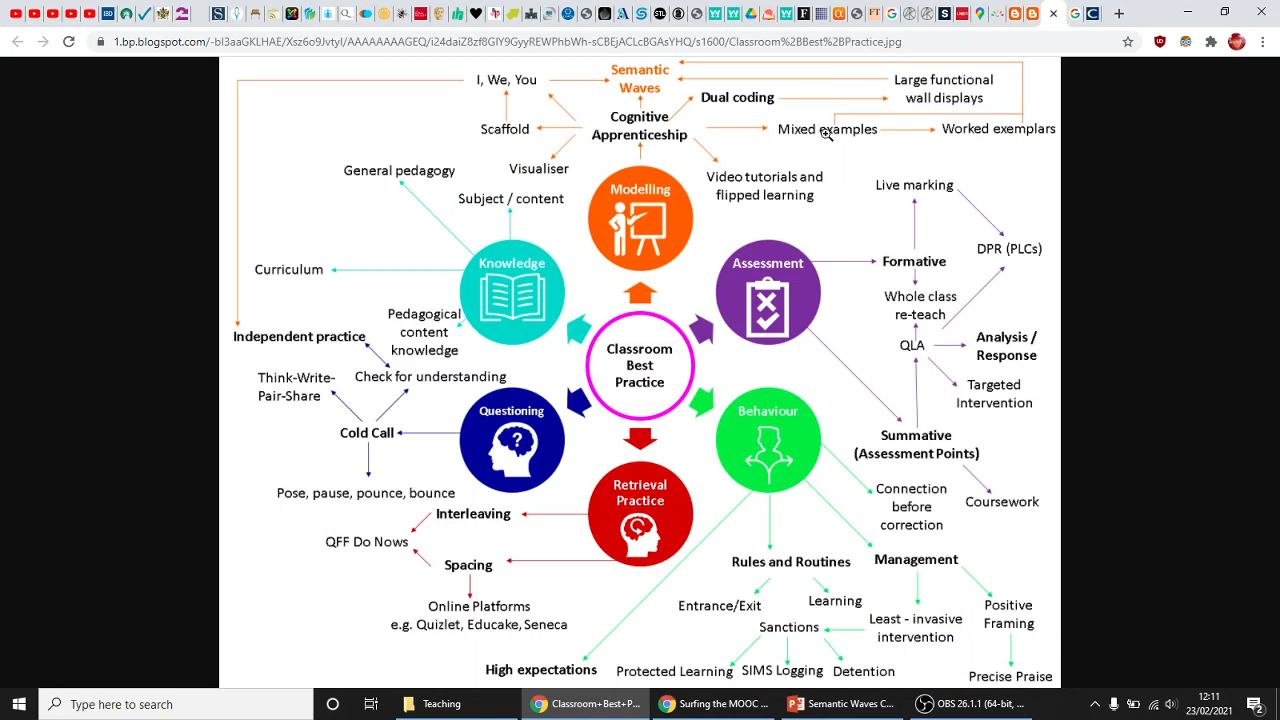 1.bp.blogspot.com/-bl3aaGKLHAE/Xsz6e9Jvtyl/AAAAAAAAGEQ/i24daiZ8zf8GlY9GyyREWPhbWh-sCBEjACLcBGAsYHQ/s1600/Classroom%2BBest%2BPractice.jpg
Semantic
Waves
I, We, You
Large functional
wall displays
Dual coding
Cognitive
Apprenticeship
Scaffold
Mixed examples
Worked exemplars
Visualiser
General pedagogy
Video tutorials and
flipped learning
Modelling
Live marking
Subject / content
DPR (PLCs)
Knowledge
Assessment
Formative
Curriculum
Whole class
re-teach
Pedagogical
content
knowledge
Independent practice
QLA
Analysis /
Response
Classroom
Best
Practice
Think-Write-
Pair-Share
Check for understanding
Targeted
Intervention
Questioning
Behaviour
Cold Call
Summative
(Assessment Points)
Pose, pause, pounce, bounce
Retrieval
Practice
Connection
before
correction
Coursework
Interleaving
QFF Do Nows
Spacing
Rules and Routines
Management
Online Platforms
e.g. Quizlet, Educake, Seneca
Entrance/Exit
Learning
Sanctions
Least - invasive
intervention
Positive
Framing
High expectations
Protected Learning
SIMS Logging
Detention
Precise Praise
Type here to search
Teaching
Classroom+Best+P...
Surfing the MOOC ...
Semantic Waves C...
OBS 26.1.1 (64-bit, ...
12:11
23/02/2021